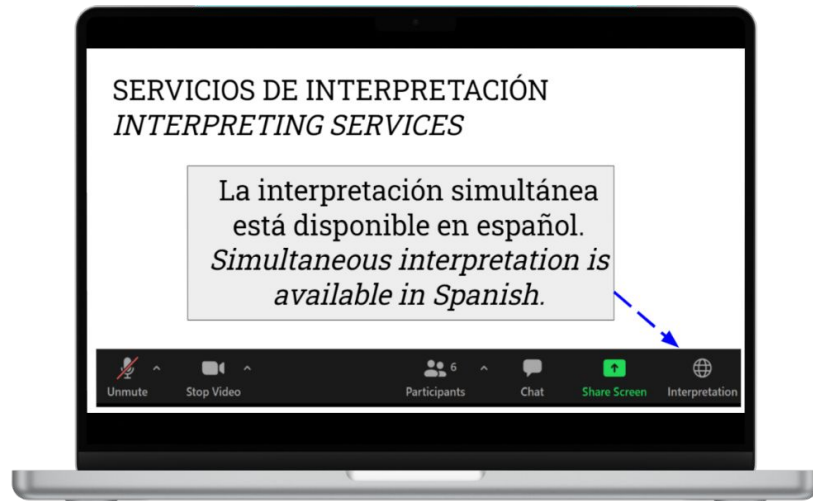 SERVICIOS DE INTERPRETACIÓN
INTERPRETING SERVICES
La interpretación simultánea
está disponible en español.
Simultaneous interpretation is
available in Spanish.
Unmute
Stop Video
6
Participants
Chat
Share Screen
Interpretation